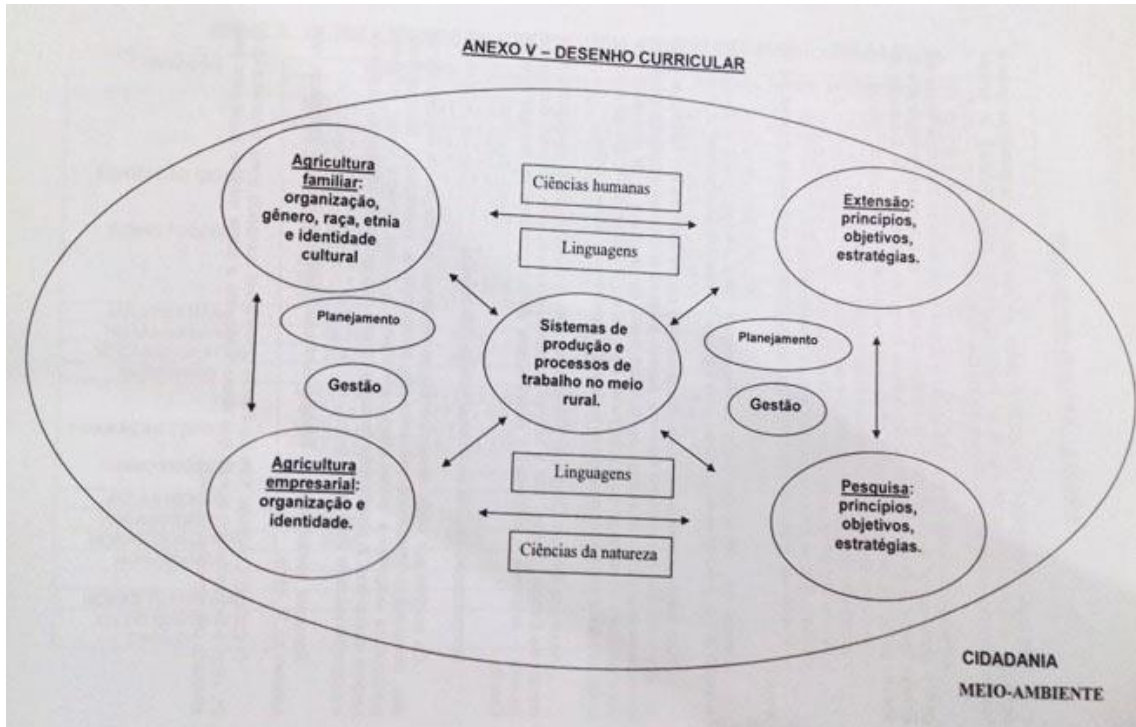 ANEXO V – DESENHO CURRICULAR
Agricultura
familiar:
organização,
gênero, raça, etnia
e identidade
cultural
Ciências humanas
Linguagens
Extensão:
princípios,
objetivos,
estratégias.
Planejamento
Gestão
Sistemas de
produção e
processos de
trabalho no meio
rural.
Planejamento
Gestão
Agricultura
empresarial:
organização e
identidade.
Linguagens
Ciências da natureza
Pesquisa:
princípios,
objetivos,
estratégias.
CIDADANIA
MEIO-AMBIENTE